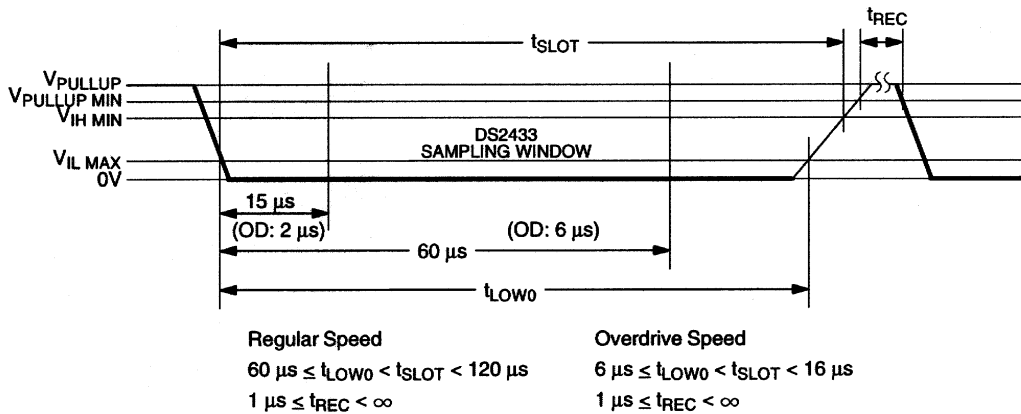 tREC
tSLOT
VPULLUP
VPULLUP MIN
VIH MIN
DS2433
SAMPLING WINDOW
VIL MAX
0V
15 μs
(OD: 2 μs)
(OD: 6 μs)
60 μs
tLOW0
Regular Speed
60 μs ≤ tLOW0 < tSLOT < 120 μs
1 μs ≤ tREC < ∞
Overdrive Speed
6 μs ≤ tLOW0 < tSLOT < 16 μs
1 μs ≤ tREC < ∞